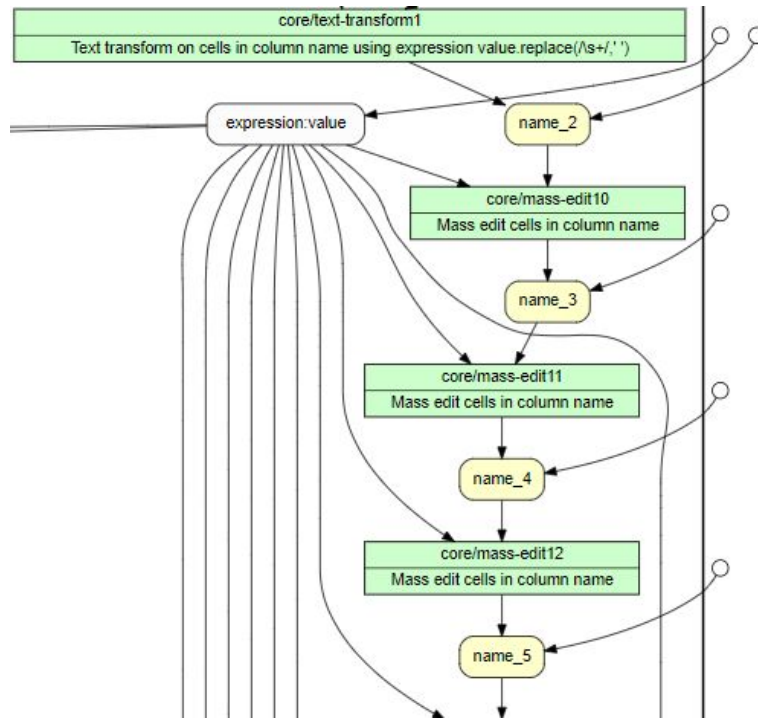 core/text-transform1
Text transform on cells in column name using expression value.replace(/\s+/,' ')
expression:value
name_2
core/mass-edit10
Mass edit cells in column name
name_3
core/mass-edit11
Mass edit cells in column name
name_4
core/mass-edit12
Mass edit cells in column name
name_5